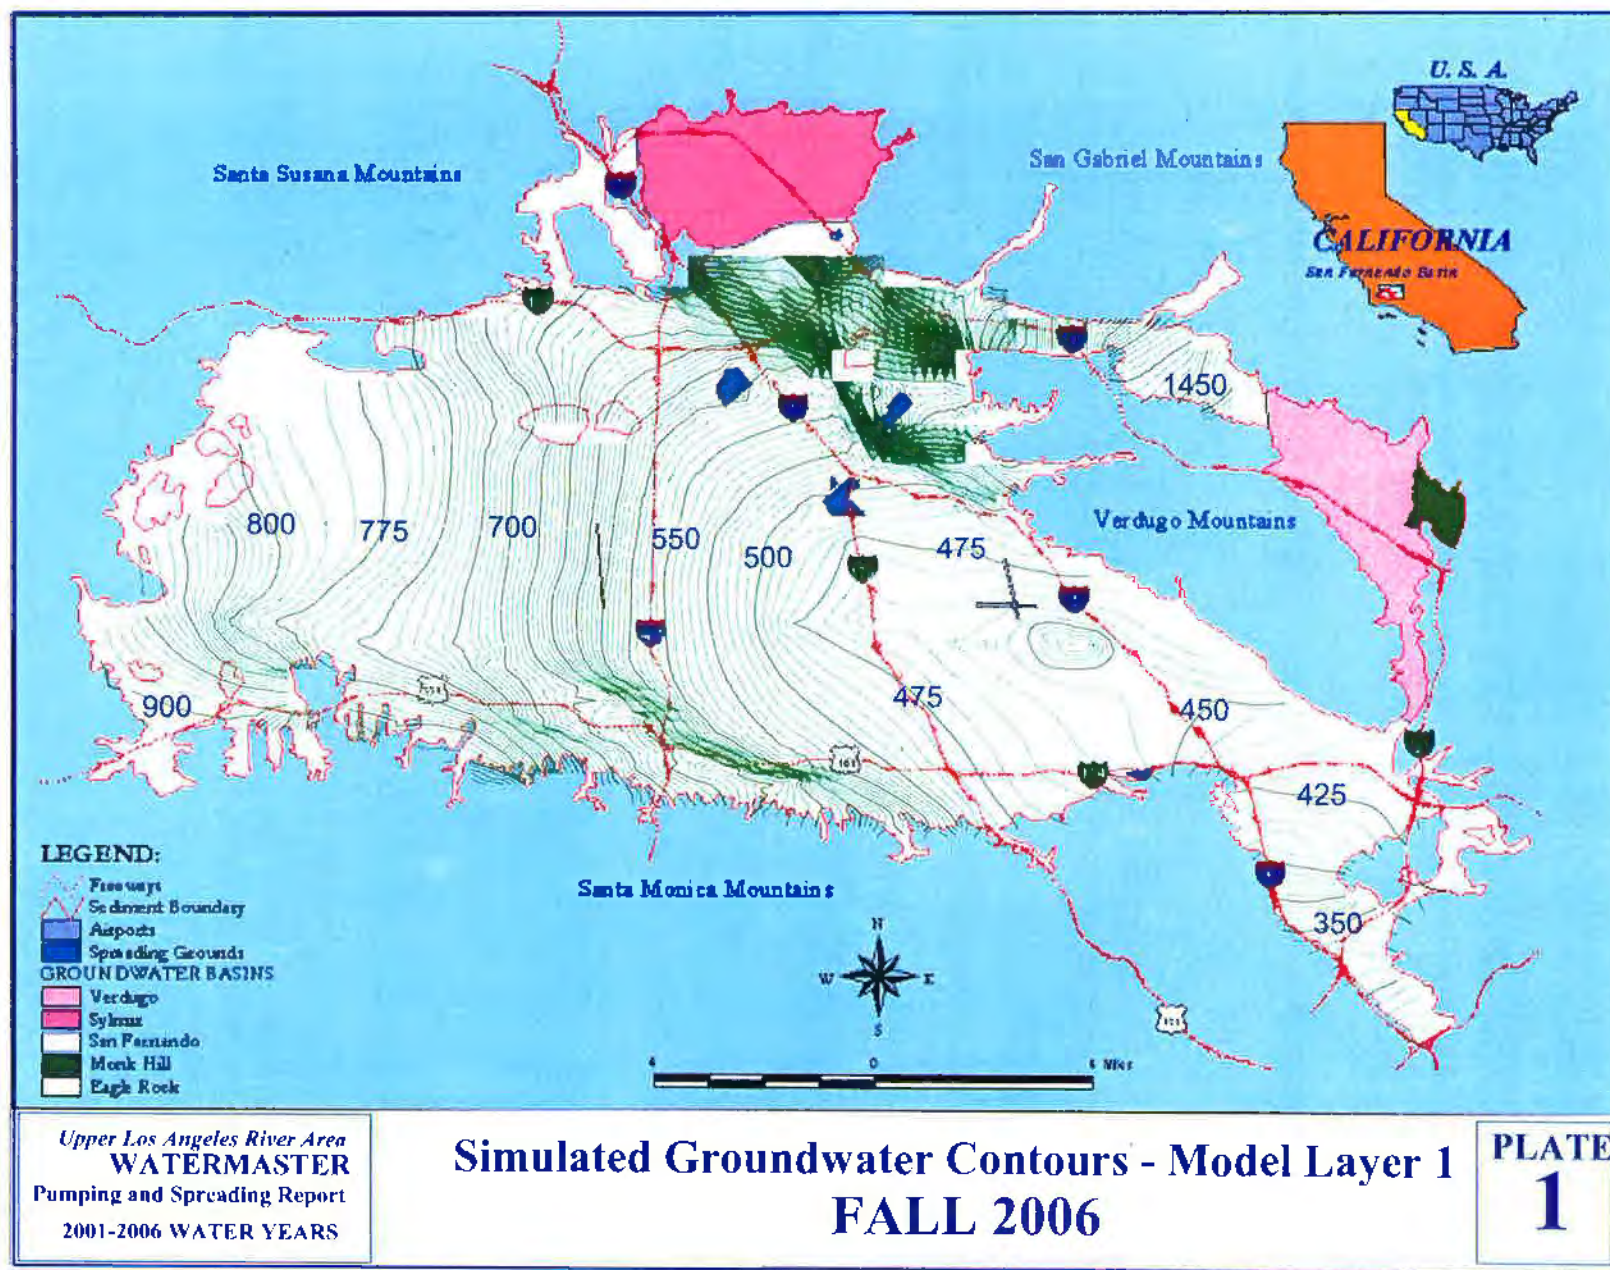 U. S. A.
Santa Susana Mountains
San Gabriel Mountains
CALIFORNIA
San Fernando Basin
1450
800
775
700
550
500
475
Verdugo Mountains
475
900
450
101
425
350
Santa Monica Mountains
LEGEND:
Freeways
Sediment Boundary
Airports
Spreading Grounds
GROUNDWATER BASINS
Verdugo
Sylmar
San Fernando
Monk Hill
Eagle Rock
N
W
E
S
101
4 0 4 Miles
Upper Los Angeles River Area
WATERMASTER
Pumping and Spreading Report
2001-2006 WATER YEARS
Simulated Groundwater Contours - Model Layer 1
FALL 2006
PLATE
1